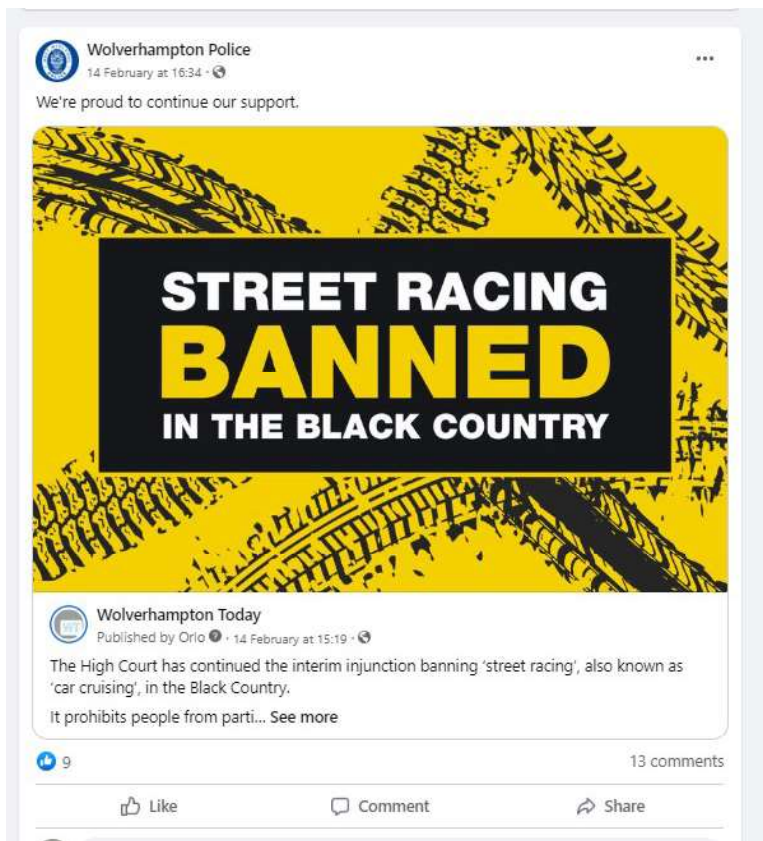 Wolverhampton Police
14 February at 16:34 ·
We're proud to continue our support.
STREET RACING
BANNED
IN THE BLACK COUNTRY
Wolverhampton Today
Published by Orlo · 14 February at 15:19 ·
The High Court has continued the interim injunction banning ‘street racing’, also known as
‘car cruising’, in the Black Country.
It prohibits people from parti... See more
9
13 comments
Like
Comment
Share